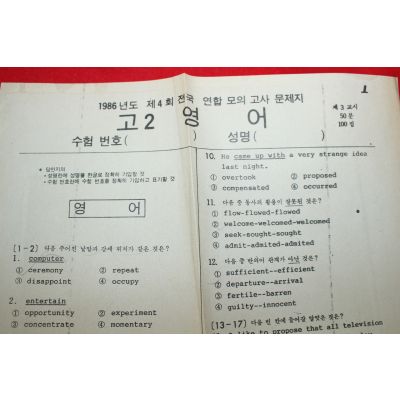 1986년도 제4회 전국 연합 모의 고사 문제지
제 3 교시
50 분
100 점
고2 영 어
수험 번호( ) 성명( )
영 어
[1-2] 다음 주어진 낱말과 강세 위치가 같은 것은?
1. computer
① ceremony ② repeat
③ disappoint ④ occupy
2. entertain
① opportunity ② experiment
③ concentrate ④ momentary
10. He came up with a very strange idea
last night.
① overtook ② proposed
③ compensated ④ occurred
11. 다음 중 동사의 활용이 잘못된 것은?
① flow-flowed-flowed
② welcome-welcomed-welcomed
③ seek-sought-sought
④ admit-admited-admited
12. 다음 중 반의어 관계가 아닌 것은?
① sufficient--efficient
② departure--arrival
③ fertile--barren
④ guilty--innocent
[13-17] 다음 빈 칸에 들어갈 알맞은 것은?
like to propose that all television